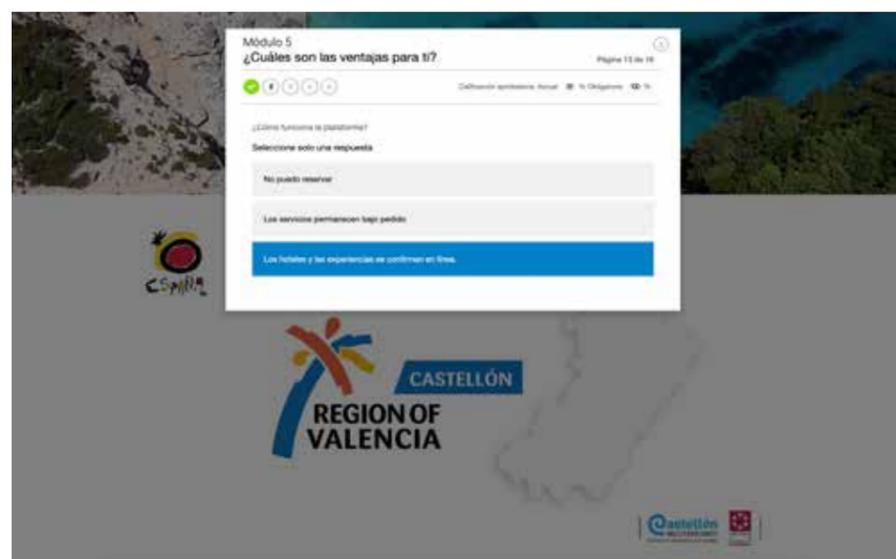 Módulo 5
¿Cuáles son las ventajas para ti?
Página 13 de 16
2
¿Cómo funciona la plataforma?
Seleccione solo una respuesta
No puedo reservar
Los servicios permanecen bajo pedido
Los hoteles y las experiencias se confirman en línea.
ESPAÑA
CASTELLÓN
REGION OF
VALENCIA
Castellón
MEDITERRÁNEO